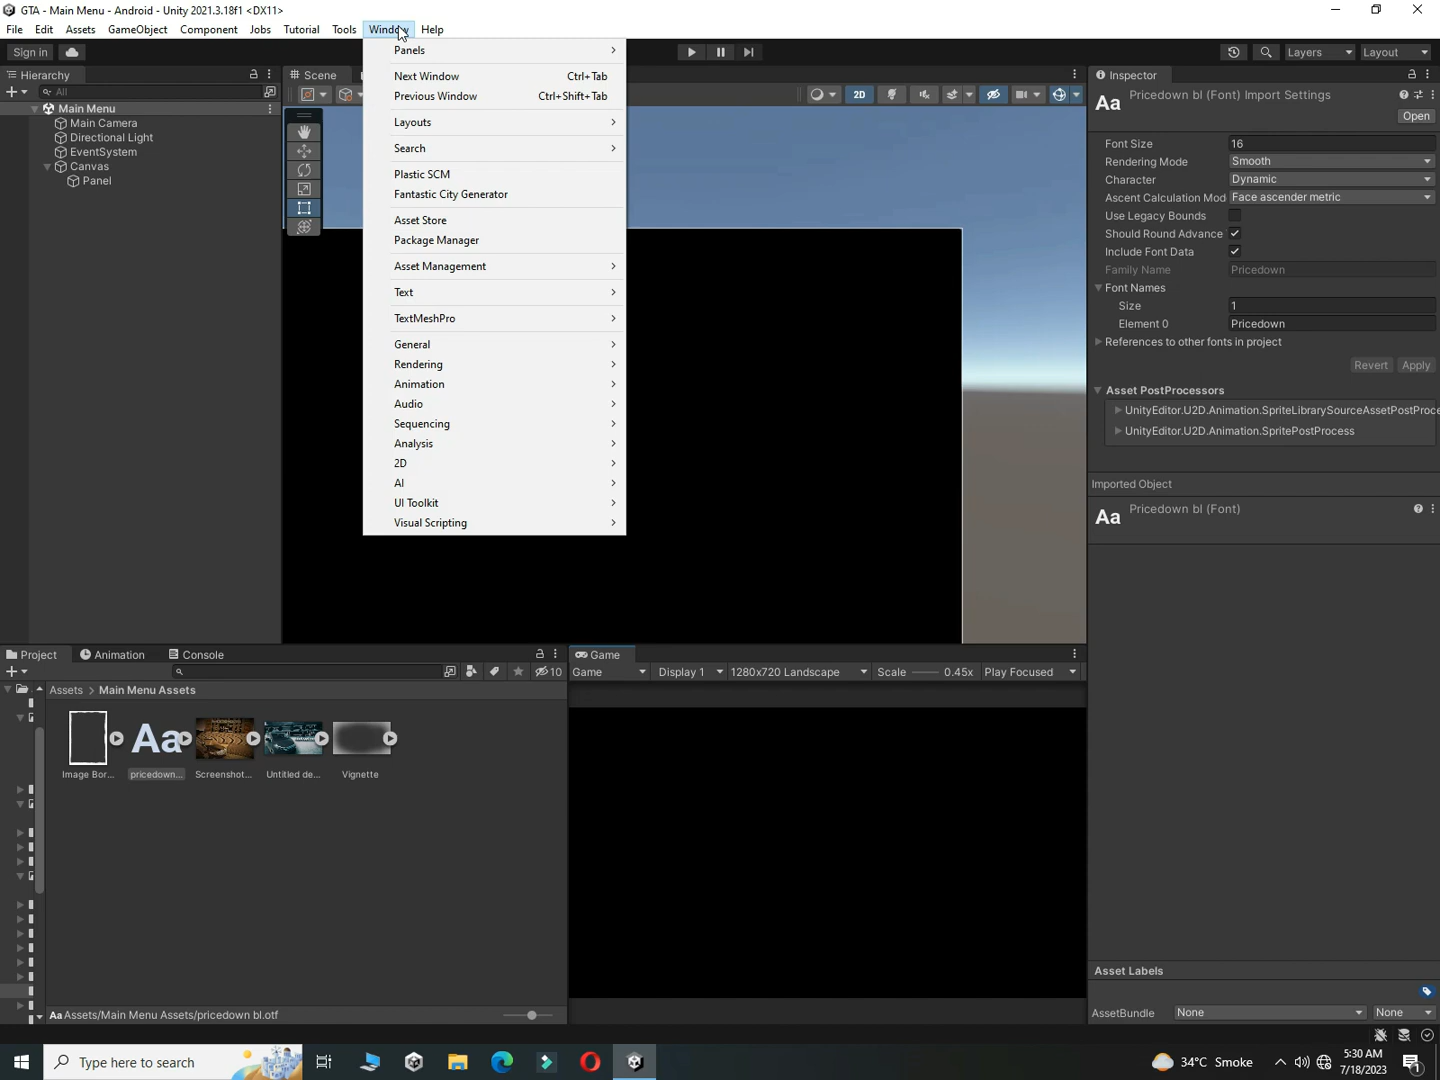 GTA - Main Menu - Android - Unity 2021.3.18f1 <DX11>
File Edit Assets GameObject Component Jobs Tutorial Tools Window Help
Sign in Layers Layout
Hierarchy
All
Main Menu
Main Camera
Directional Light
EventSystem
Canvas
Panel
Scene
2D
Panels
Next Window Ctrl+Tab
Previous Window Ctrl+Shift+Tab
Layouts
Search
Plastic SCM
Fantastic City Generator
Asset Store
Package Manager
Asset Management
Text
TextMeshPro
General
Rendering
Animation
Audio
Sequencing
Analysis
2D
AI
UI Toolkit
Visual Scripting
Inspector
Aa Pricedown bl (Font) Import Settings
Open
Font Size 16
Rendering Mode Smooth
Character Dynamic
Ascent Calculation Mod Face ascender metric
Use Legacy Bounds
Should Round Advance
Include Font Data
Family Name Pricedown
Font Names
Size 1
Element 0 Pricedown
References to other fonts in project
Revert Apply
Asset PostProcessors
UnityEditor.U2D.Animation.SpriteLibrarySourceAssetPostProce
UnityEditor.U2D.Animation.SpritePostProcess
Imported Object
Aa Pricedown bl (Font)
Asset Labels
AssetBundle None None
Project Animation Console
10
Assets > Main Menu Assets
Aa
Image Bor... pricedown... Screenshot... Untitled de... Vignette
Aa Assets/Main Menu Assets/pricedown bl.otf
Game
Game Display 1 1280x720 Landscape Scale 0.45x Play Focused
Type here to search
34°C Smoke
5:30 AM
7/18/2023
1